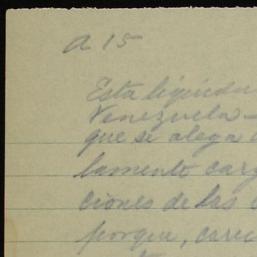 a 15
Esta liquida
Venezuela
que se alega
lamento carg
ciones de las
porque, carec